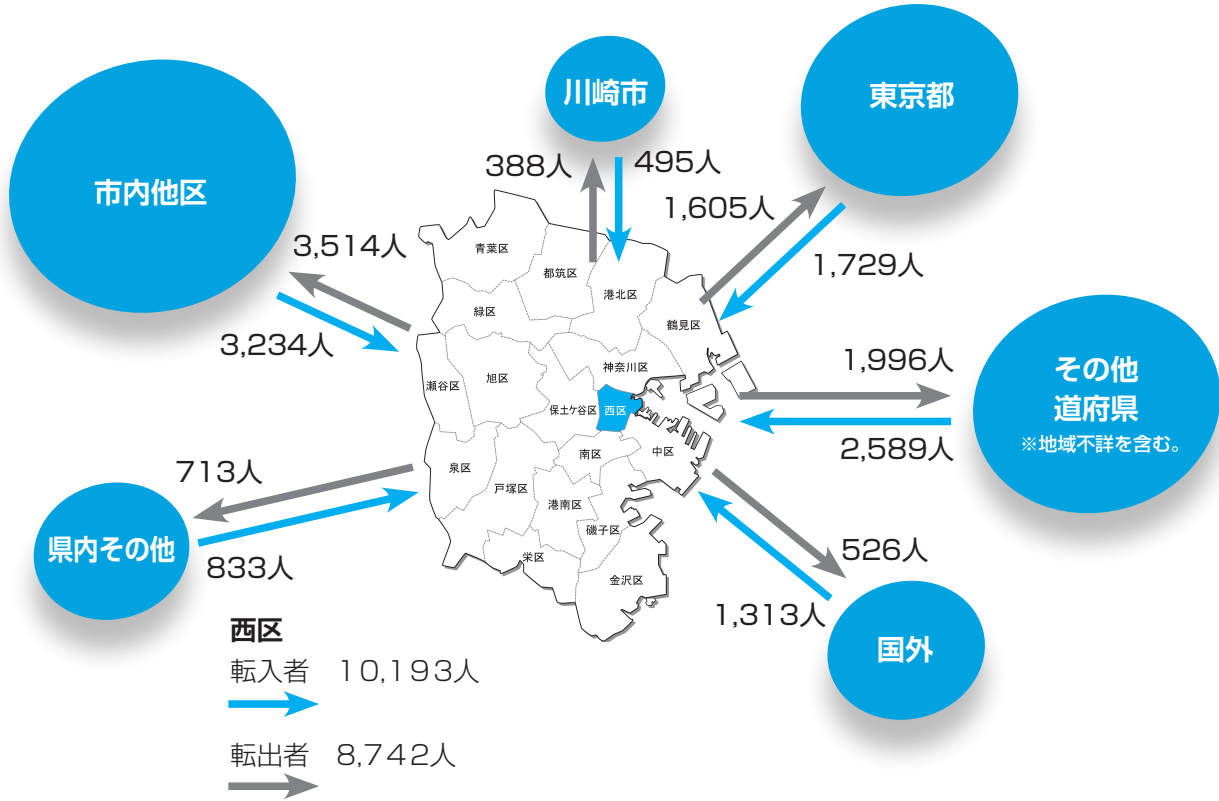 川崎市
東京都
市内他区
388人
495人
1,605人
3,514人
1,729人
3,234人
青葉区
都筑区
港北区
緑区
鶴見区
神奈川区
瀬谷区
旭区
保土ケ谷区
西区
中区
南区
泉区
戸塚区
港南区
磯子区
栄区
金沢区
1,996人
その他
道府県
※地域不詳を含む。
2,589人
713人
県内その他
833人
526人
1,313人
国外
西区
転入者 10,193人
転出者 8,742人